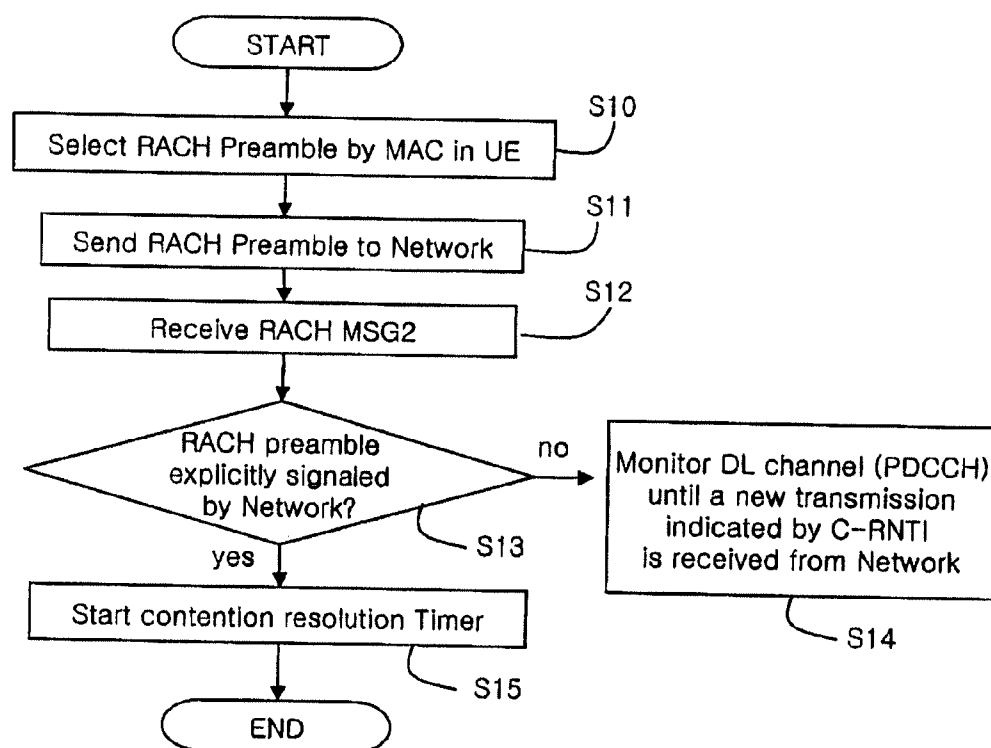 START
S10
Select RACH Preamble by MAC in UE
S11
Send RACH Preamble to Network
S12
Receive RACH MSG2
RACH preamble
explicitly signaled
by Network?
no
Monitor DL channel (PDCCH)
until a new transmission
indicated by C-RNTI
is received from Network
S13
yes
S14
Start contention resolution Timer
S15
END